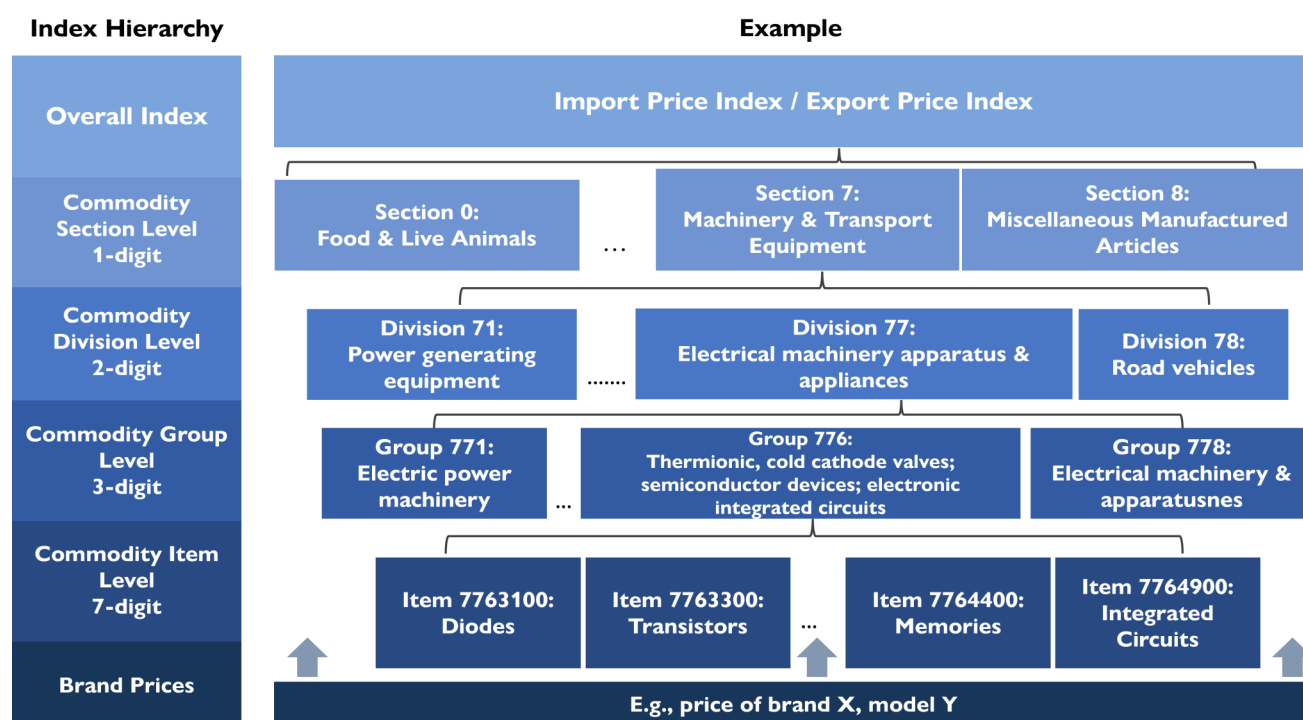 Index Hierarchy
Example
Overall Index
Import Price Index / Export Price Index
Commodity
Section Level
1-digit
Section 0:
Food & Live Animals
...
Section 7:
Machinery & Transport
Equipment
Section 8:
Miscellaneous Manufactured
Articles
Commodity
Division Level
2-digit
Division 71:
Power generating
equipment
.......
Division 77:
Electrical machinery apparatus &
appliances
Division 78:
Road vehicles
Commodity Group
Level
3-digit
Group 771:
Electric power
machinery
...
Group 776:
Thermionic, cold cathode valves;
semiconductor devices; electronic
integrated circuits
Group 778:
Electrical machinery &
apparatusnes
Commodity Item
Level
7-digit
Item 7763100:
Diodes
Item 7763300:
Transistors
...
Item 7764400:
Memories
Item 7764900:
Integrated
Circuits
Brand Prices
E.g., price of brand X, model Y